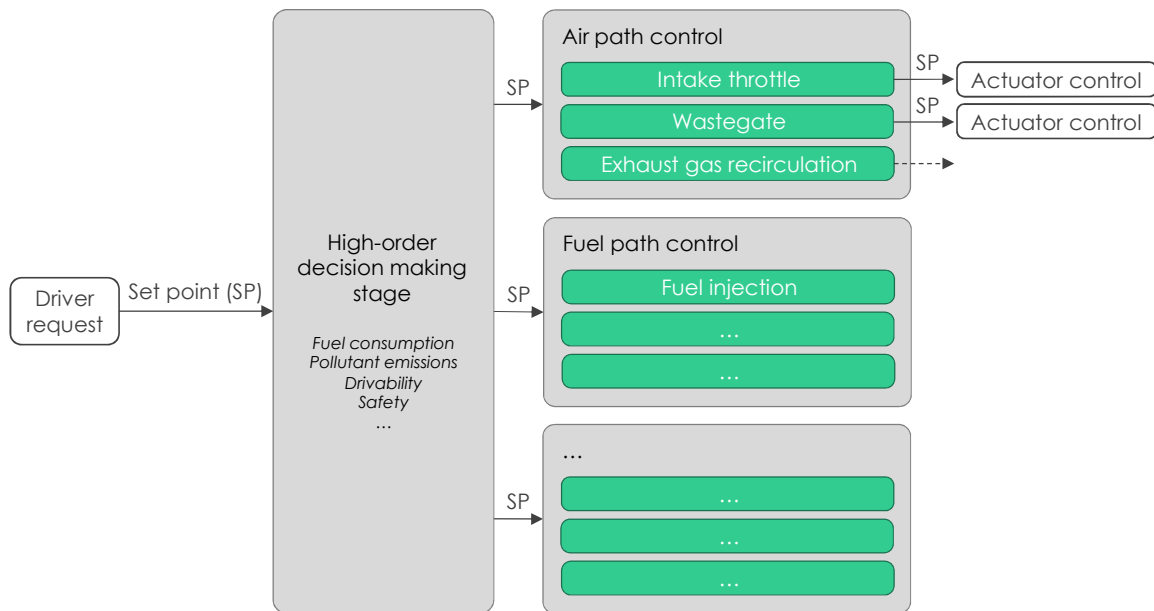 Driver
request
Set point (SP)
High-order
decision making
stage
Fuel consumption
Pollutant emissions
Drivability
Safety
…
SP
Air path control
Intake throttle
SP
Actuator control
Wastegate
SP
Actuator control
Exhaust gas recirculation
SP
Fuel path control
Fuel injection
…
…
SP
…
…
…
…